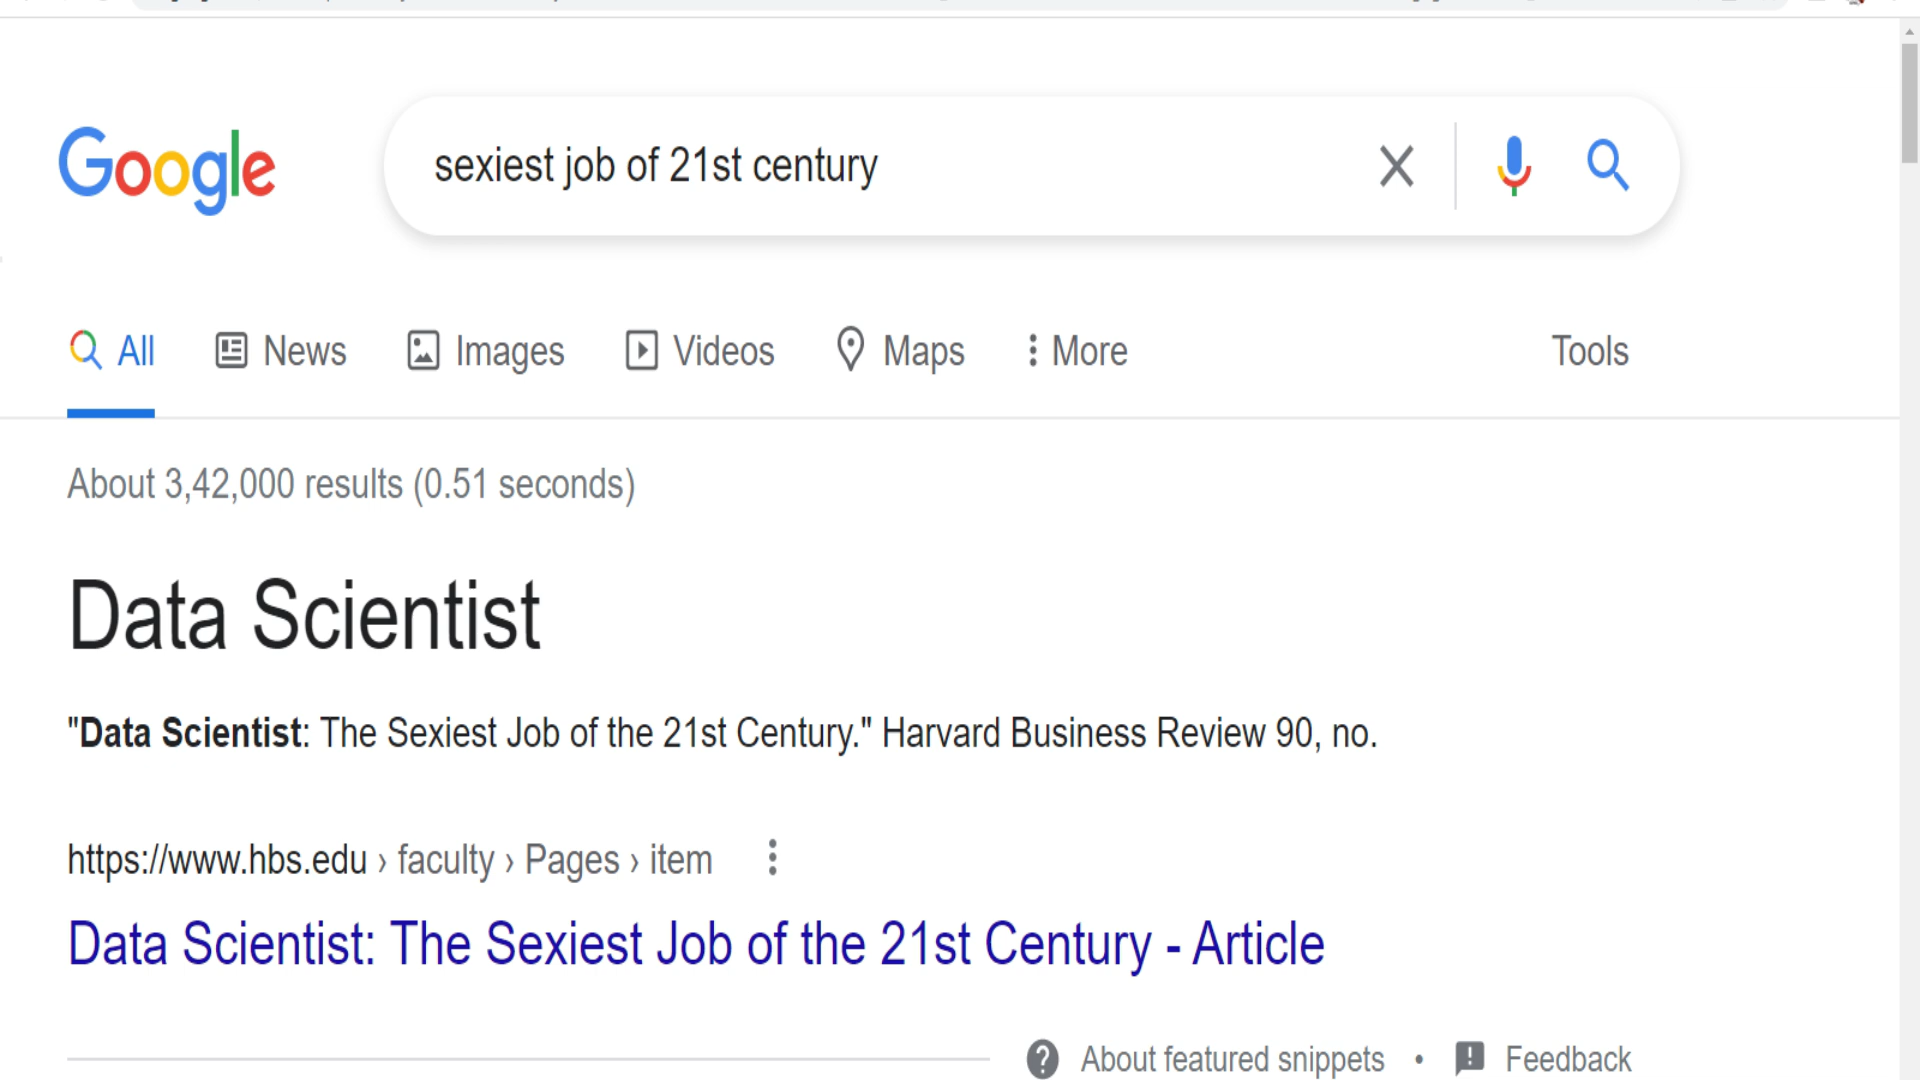 Google
sexiest job of 21st century
All News Images Videos Maps More Tools
About 3,42,000 results (0.51 seconds)
Data Scientist
"Data Scientist: The Sexiest Job of the 21st Century." Harvard Business Review 90, no.
https://www.hbs.edu › faculty › Pages › item
Data Scientist: The Sexiest Job of the 21st Century - Article
About featured snippets • Feedback